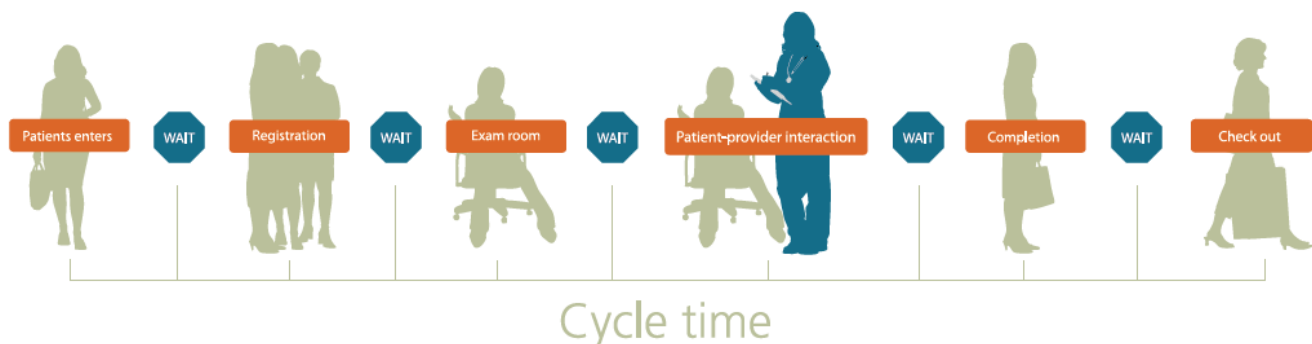 Patients enters
WAIT
Registration
WAIT
Exam room
WAIT
Patient-provider interaction
WAIT
Completion
WAIT
Check out
Cycle time